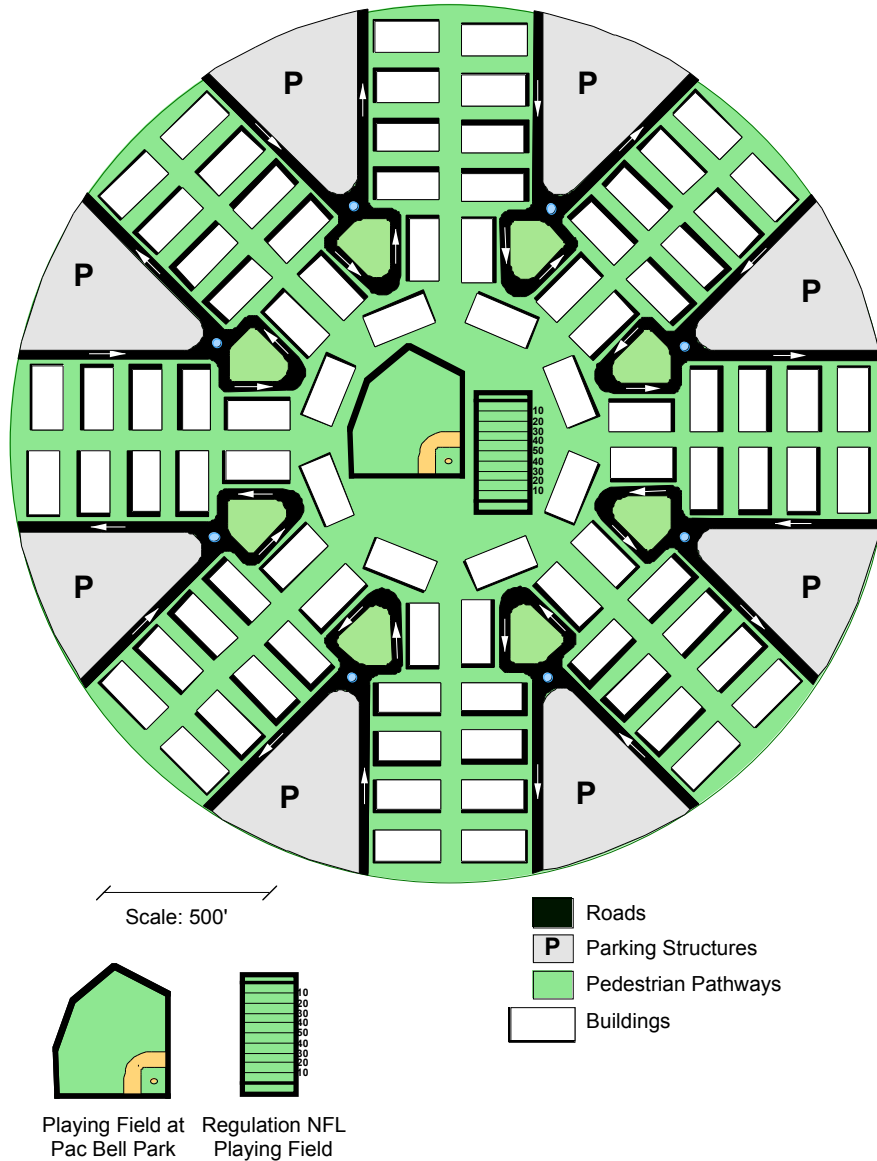 P
P
P
P
10
20
30
40
50
40
30
20
10
P
P
P
P
Scale: 500'
Roads
P Parking Structures
Pedestrian Pathways
Buildings
10
20
30
40
50
40
30
20
10
Playing Field at
Pac Bell Park
Regulation NFL
Playing Field